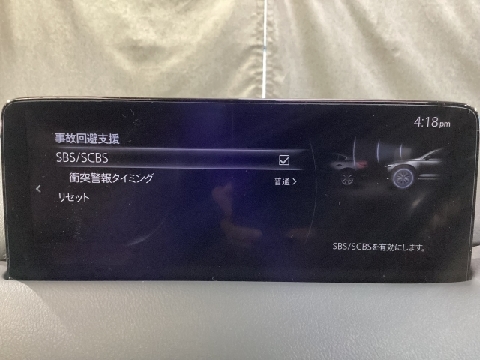 4:18pm
事故回避支援
SBS/SCBS
衝突警報タイミング 普通
リセット
SBS/SCBSを有効にします。